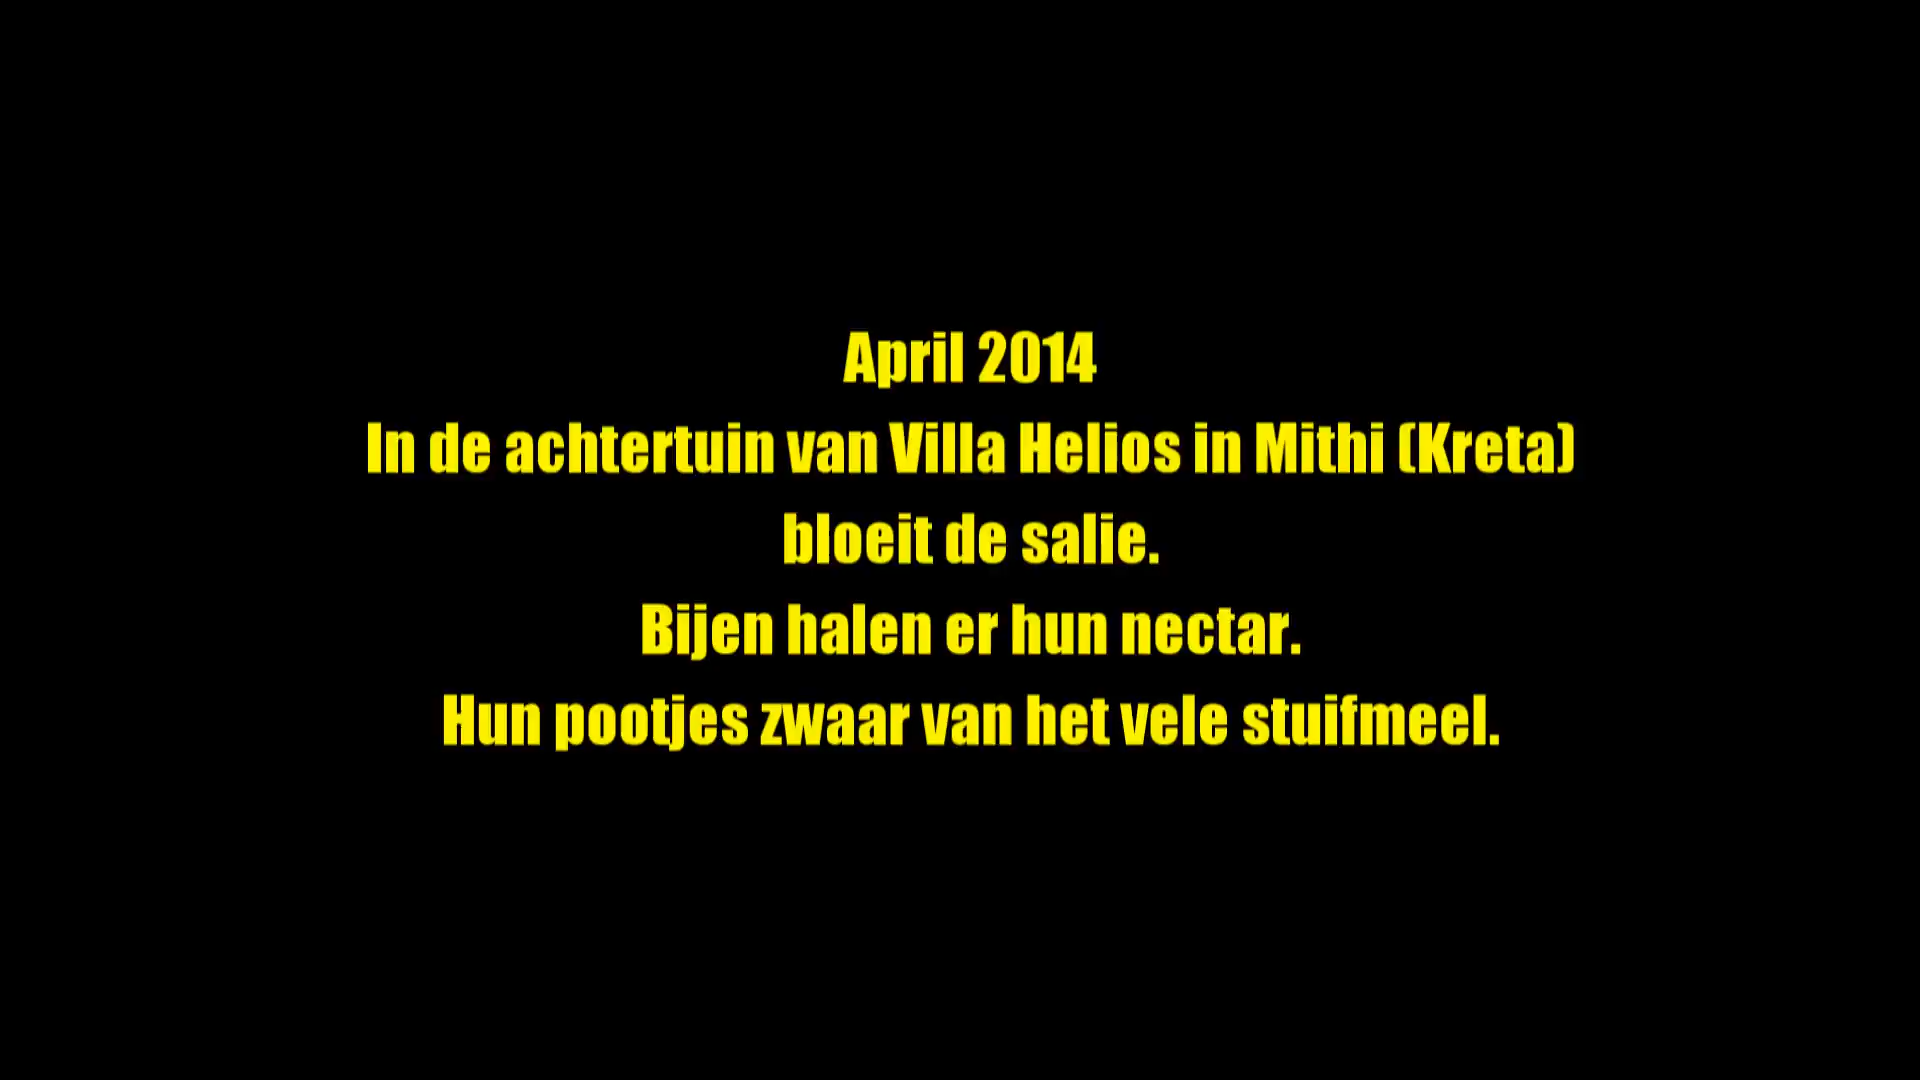 April 2014
In de achtertuin van Villa Helios in Mithi (Kreta)
bloeit de salie.
Bijen halen er hun nectar.
Hun pootjes zwaar van het vele stuifmeel.